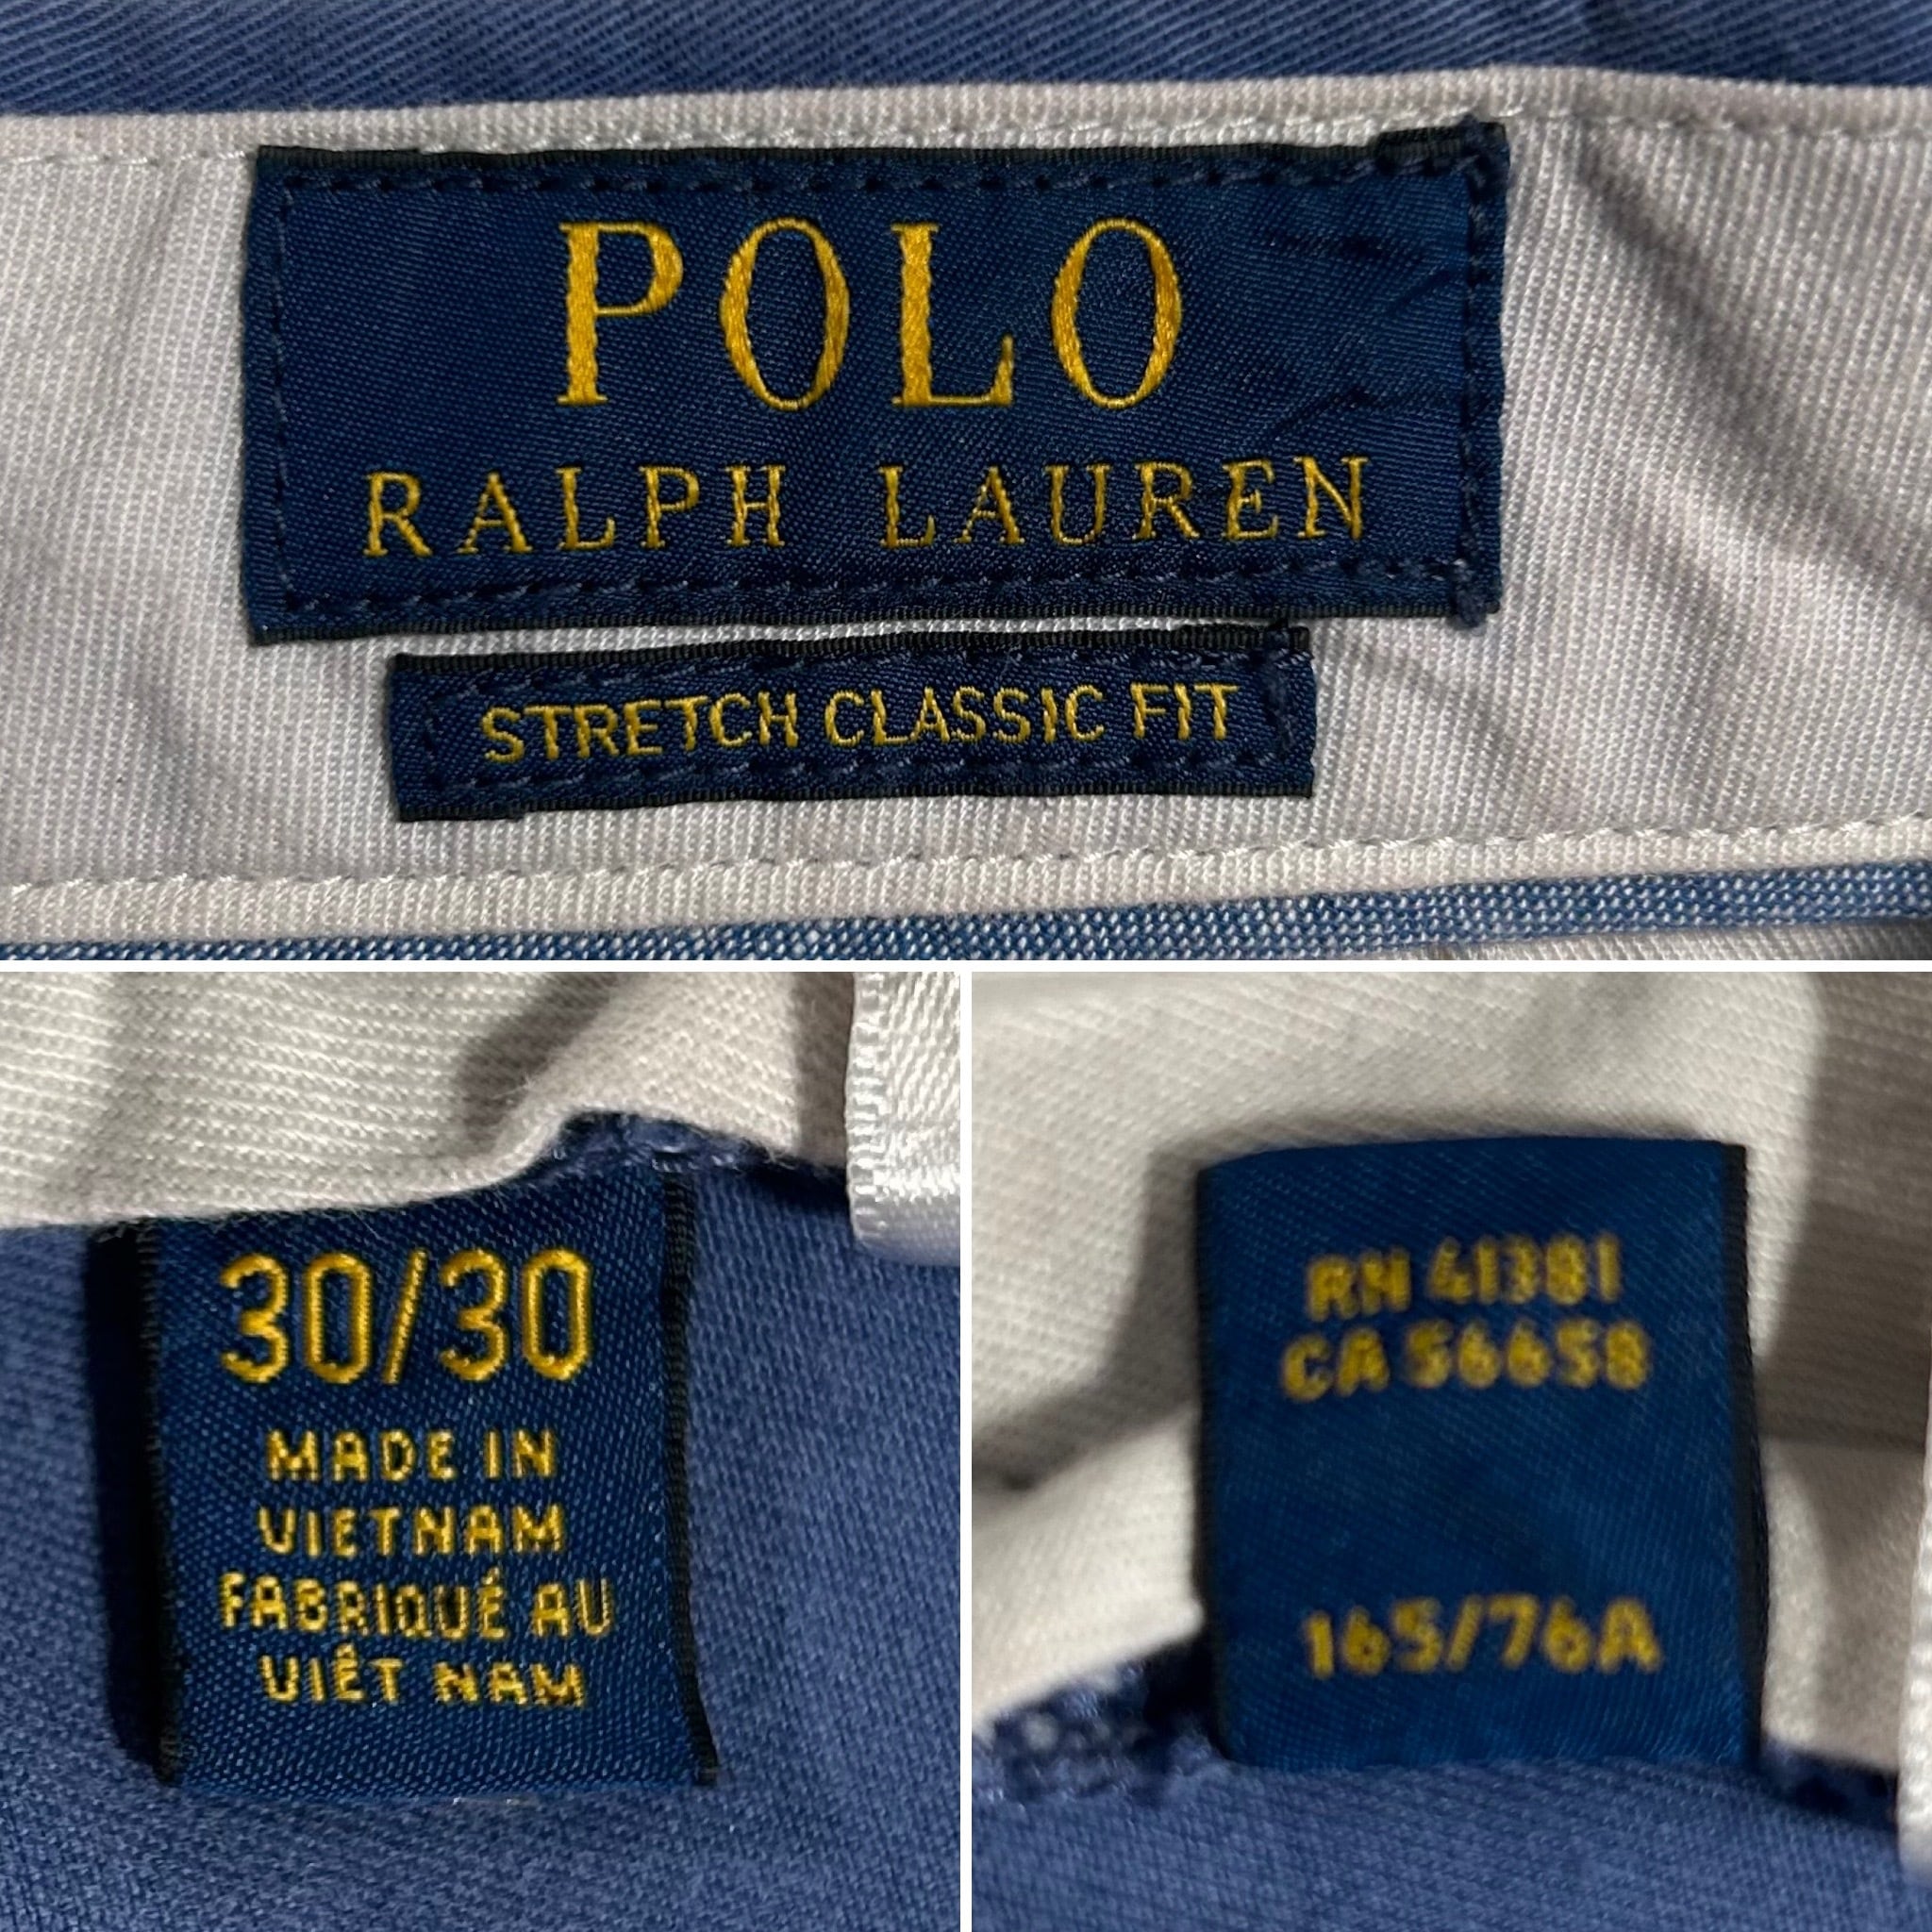 POLO
RALPH LAUREN
STRETCH CLASSIC FIT
30/30
MADE IN
VIETNAM
FABRIQUÉ AU
VIÊT NAM
RN 41381
CA 56658
165/76A